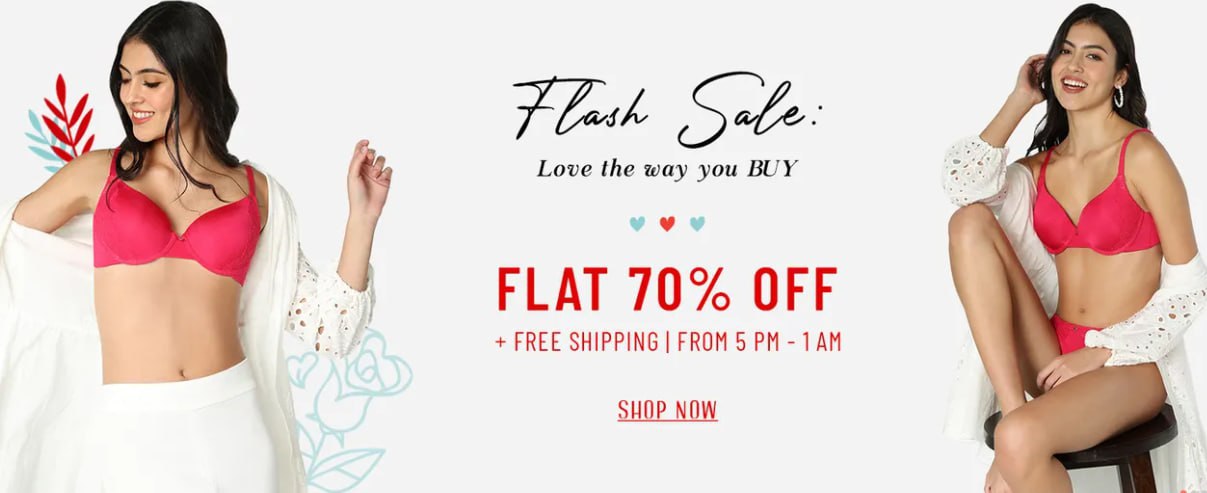 Flash Sale:
Love the way you BUY
FLAT 70% OFF
+ FREE SHIPPING | FROM 5 PM - 1 AM
SHOP NOW